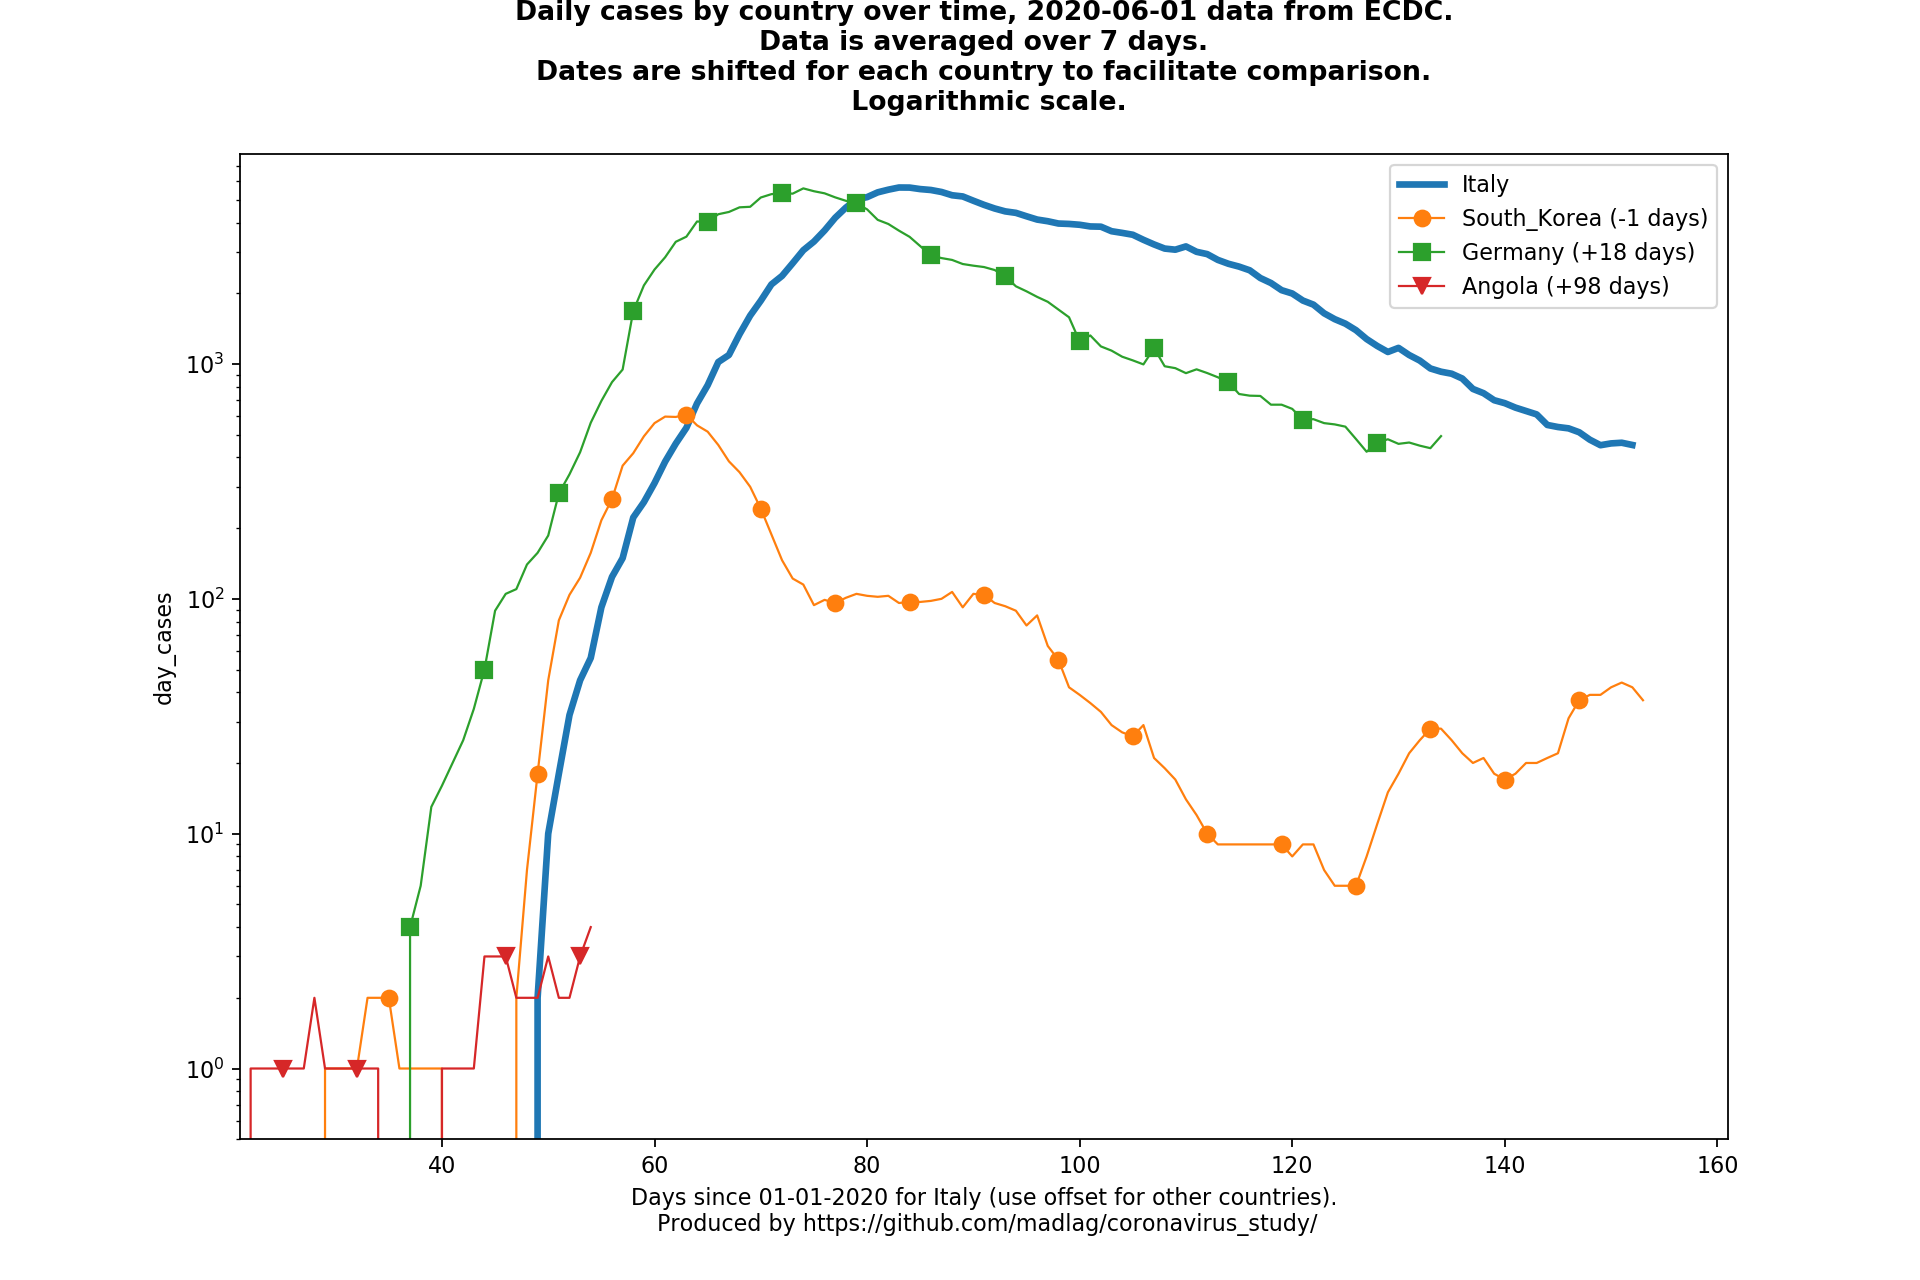 Daily cases by country over time, 2020-06-01 data from ECDC.
Data is averaged over 7 days.
Dates are shifted for each country to facilitate comparison.
Logarithmic scale.
Italy
South_Korea (-1 days)
Germany (+18 days)
Angola (+98 days)
day_cases
10³
10²
10¹
10⁰
40 60 80 100 120 140 160
Days since 01-01-2020 for Italy (use offset for other countries).
Produced by https://github.com/madlag/coronavirus_study/